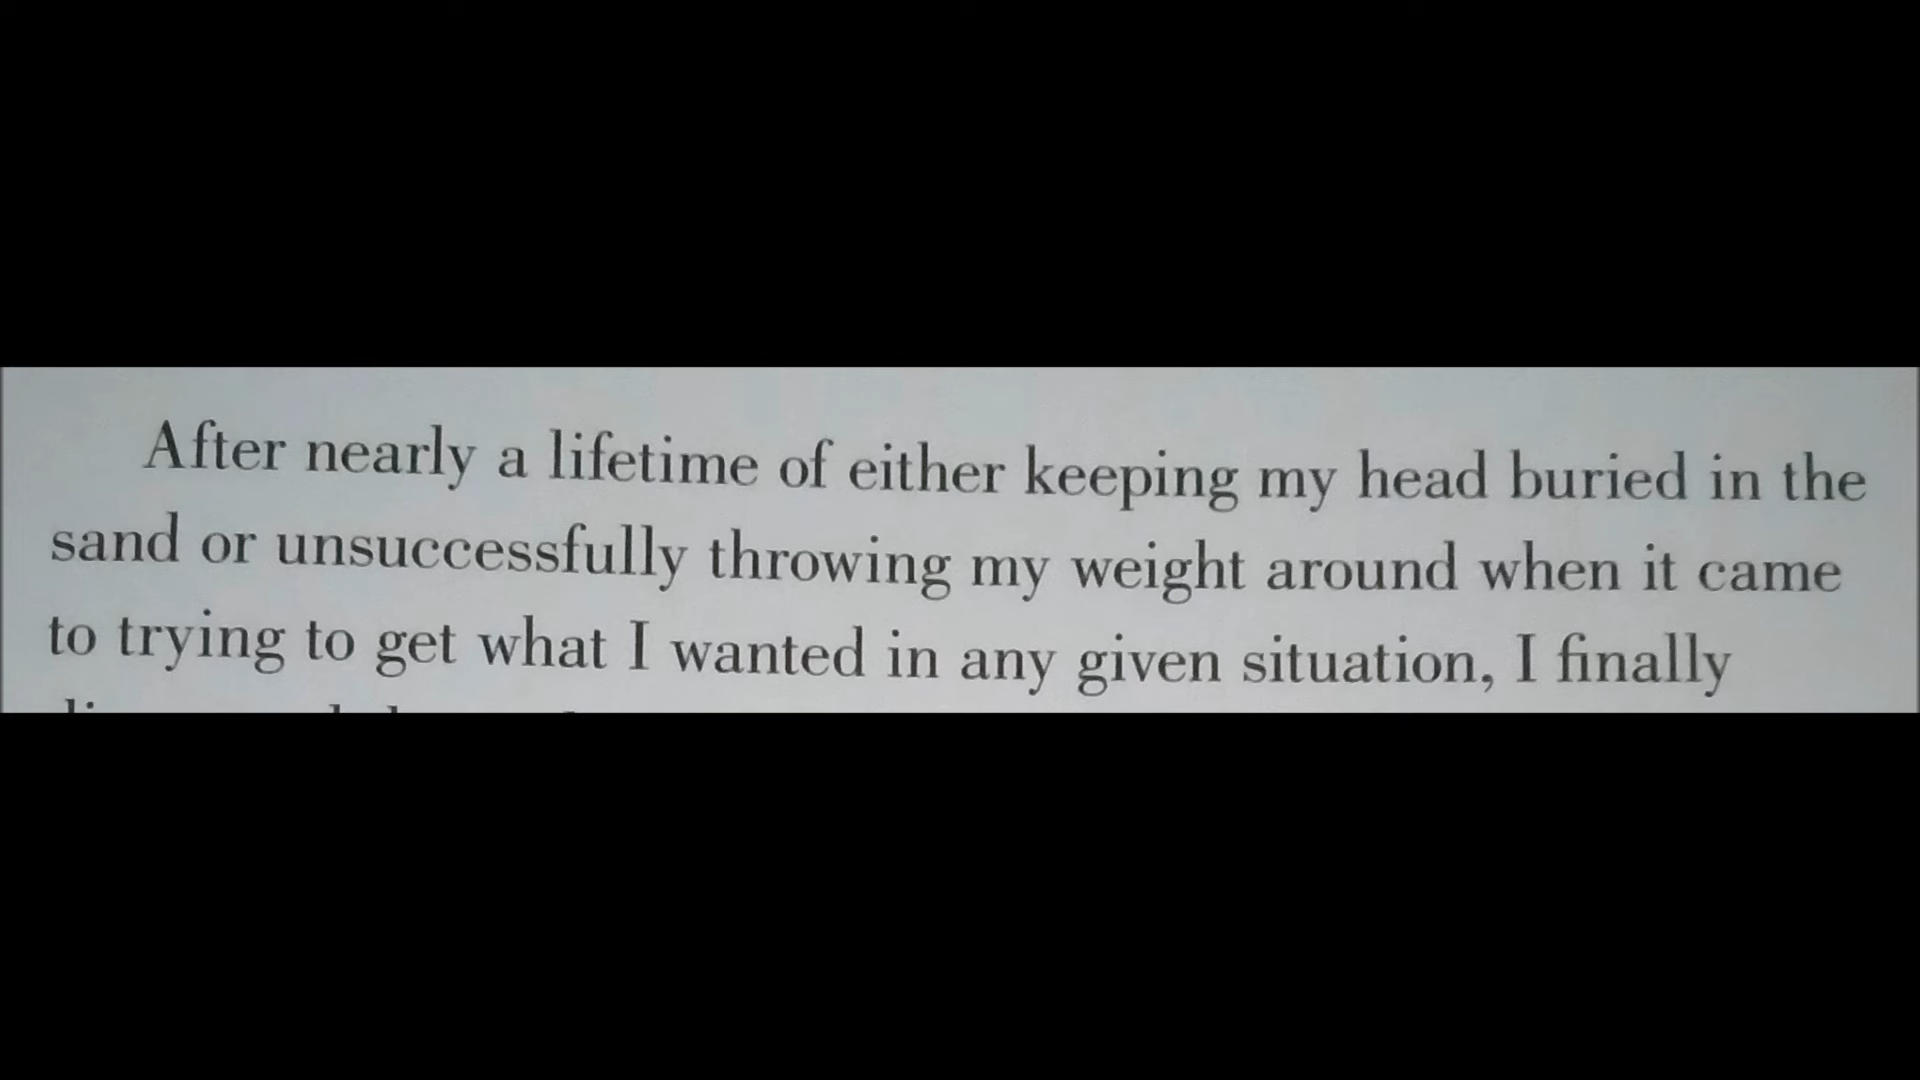 After nearly a lifetime of either keeping my head buried in the
sand or unsuccessfully throwing my weight around when it came
to trying to get what I wanted in any given situation, I finally